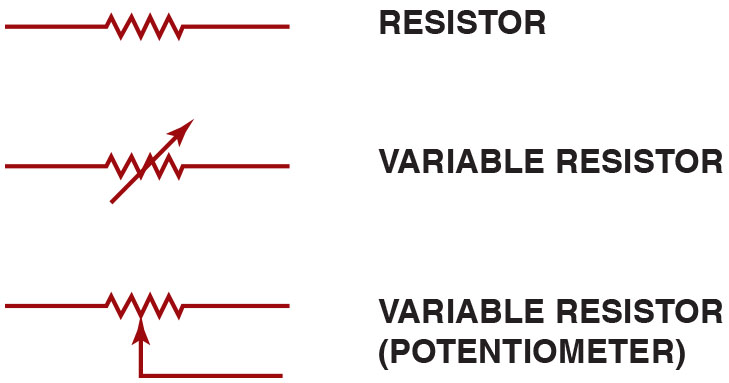 RESISTOR
VARIABLE RESISTOR
VARIABLE RESISTOR
(POTENTIOMETER)